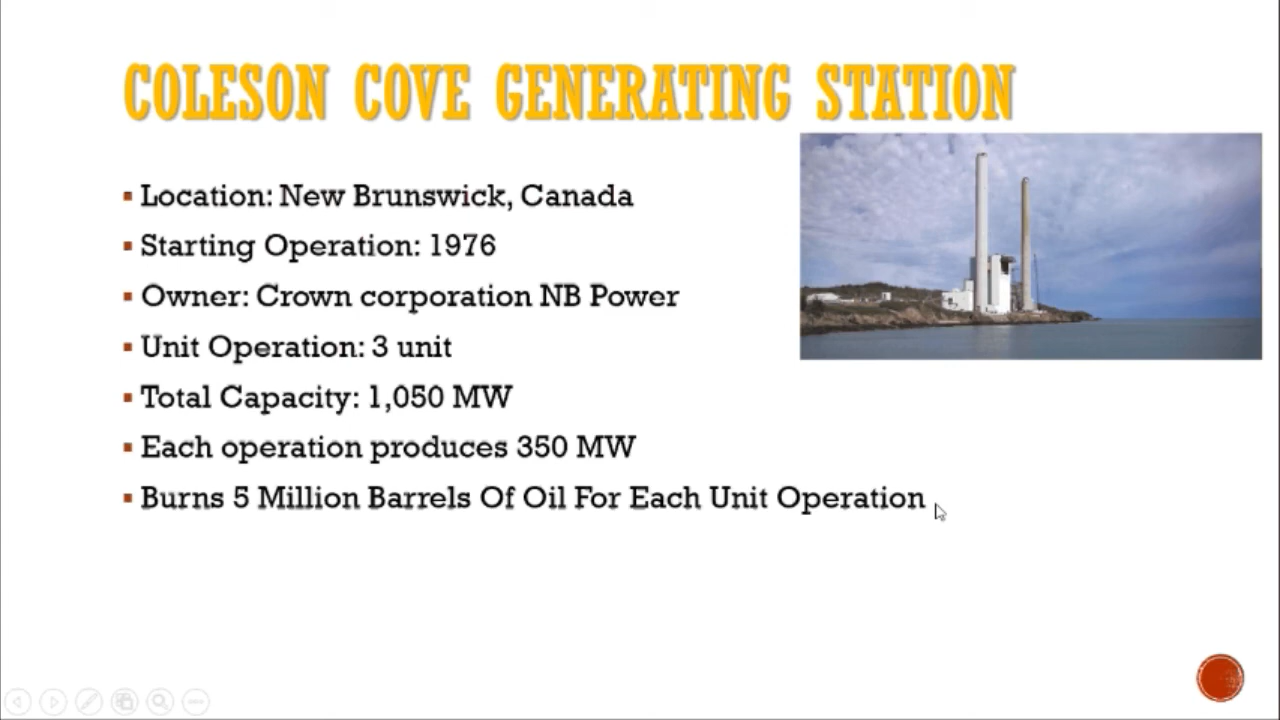 COLESON COVE GENERATING STATION
Location: New Brunswick, Canada
Starting Operation: 1976
Owner: Crown corporation NB Power
Unit Operation: 3 unit
Total Capacity: 1,050 MW
Each operation produces 350 MW
Burns 5 Million Barrels Of Oil For Each Unit Operation